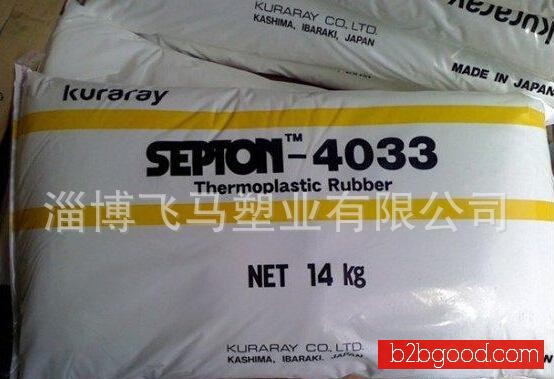 KURARAY CO., LTD.
KASHIMA, IBARAKI, JAPAN
MADE IN JAPAN
kuraray
SEPTON™-4033
Thermoplastic Rubber
淄博飞马塑业有限公司
NET 14 kg
KURARAY CO., LTD.
KASHIMA, IBARAKI, JAPAN
b2bgood.com